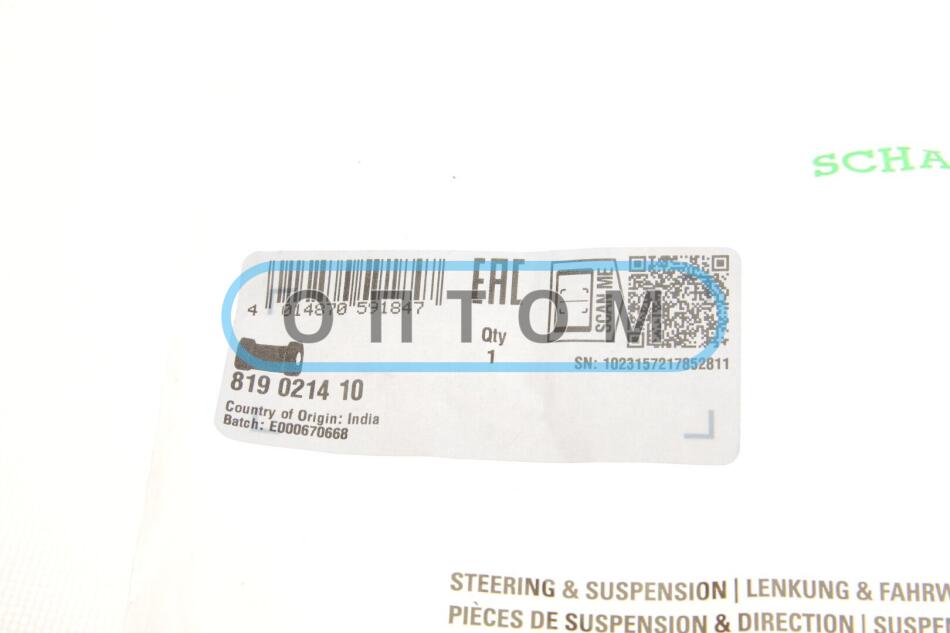 SCHA
EAC
4 014870 591847
ОПТОМ
SCAN ME
Qty
1
SN: 1023157217852811
819 0214 10
Country of Origin: India
Batch: E000670668
STEERING & SUSPENSION | LENKUNG & FAHRW
PIÈCES DE SUSPENSION & DIRECTION | SUSPE